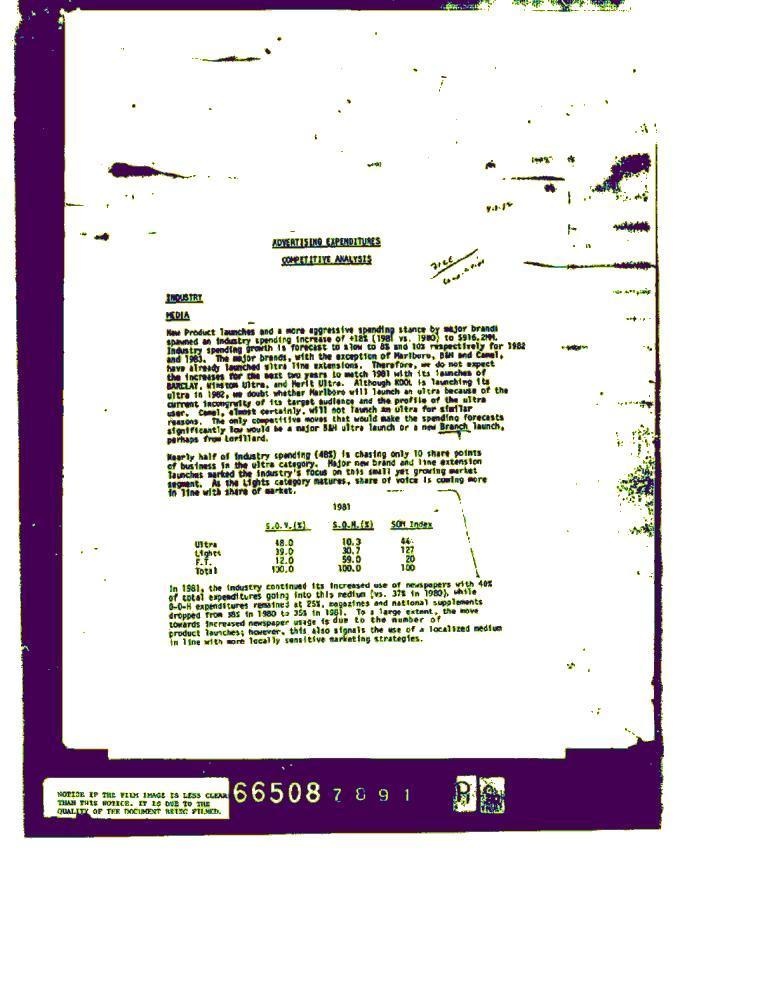 ADVERTISING EXPENDITURES
COMPETITIVE ANALYSIS
INDUSTRY
MEDIA
New Product launches and a more aggressive spending stance by major brands
spawned an industry spending increase of +18% (1981 vs. 1980) to $916.2MM.
Industry spending growth is forecast to slow to 8% and 10% respectively for 1982
and 1983. The major brands, with the exception of Marlboro, B&H and Camel,
have already launched ultra line extensions. Therefore, we do not expect
the increases for the next two years to match 1981 with its launches of
BARCLAY, Winston Ultra, and Merit Ultra. Although KOOL is launching its
ultra in 1982, we doubt whether Marlboro will launch an ultra because of the
current incongruity of its target audience and the profile of the ultra
user. Camel, almost certainly, will not launch an ultra for similar
reasons. The only competitive moves that would make the spending forecasts
significantly low would be a major B&H ultra launch or a new Branch launch,
perhaps from Lorillard.
Nearly half of industry spending (48%) is chasing only 10 share points
of business in the ultra category. Major new brand and line extension
launches marked the industry's focus on this small yet growing market
segment. As the Lights category matures, share of voice is coming more
in line with share of market.
1981
S.O.V.(%) S.O.M.(%) SOM Index
Ultra 48.0 10.3 44
Lights 39.0 30.7 127
F.F. 12.0 59.0 20
Total 100.0 100.0 100
In 1981, the industry continued its increased use of newspapers with 40%
of total expenditures going into this medium (vs. 37% in 1980), while
O-O-H expenditures remained at 25%, magazines and national supplements
dropped from 38% in 1980 to 35% in 1981. To a large extent, the move
towards increased newspaper usage is due to the number of
product launches; however, this also signals the use of a localized medium
in line with more locally sensitive marketing strategies.
NOTICE IF THE FILM IMAGE IS LESS CLEAR
THAN THIS NOTICE. IT IS DUE TO THE
QUALITY OF THE DOCUMENT BEING FILMED.
66508 7891